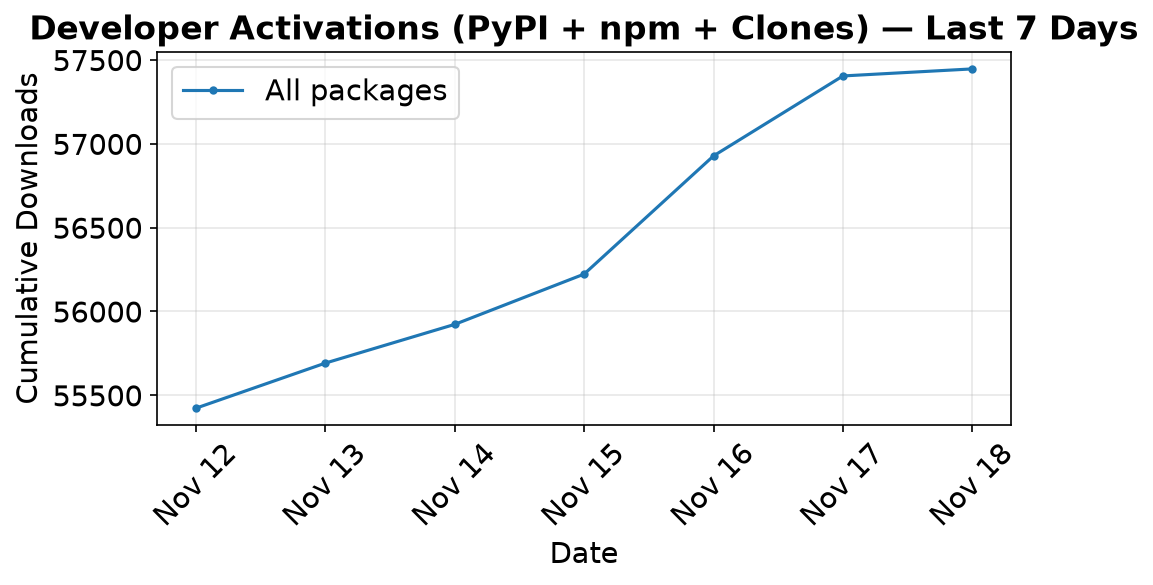 Developer Activations (PyPI + npm + Clones) — Last 7 Days
All packages
Cumulative Downloads
57500
57000
56500
56000
55500
Nov 12
Nov 13
Nov 14
Nov 15
Nov 16
Nov 17
Nov 18
Date